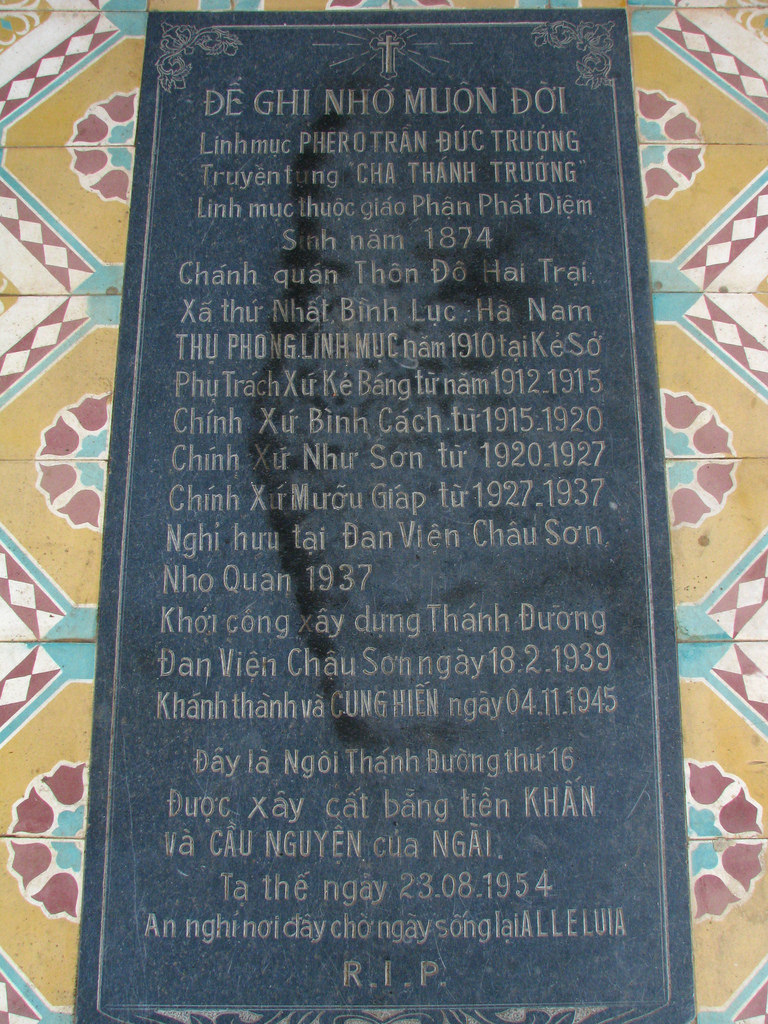 ĐỂ GHI NHỚ MUÔN ĐỜI
Linh mục PHERO TRẦN ĐỨC TRƯỚNG
Truyền tụng "CHA THÁNH TRƯỚNG"
Linh mục thuộc giáo Phận Phát Diệm
Sinh năm 1874
Chánh quán Thôn Đô Hai Trại,
Xã thứ Nhất, Bình Lục, Hà Nam
THỤ PHONG LINH MỤC năm 1910 tại Kẻ Sở
Phụ Trách Xứ Kẻ Báng từ năm 1912-1915
Chính Xứ Bình Cách từ 1915-1920
Chính Xứ Như Sơn từ 1920-1927
Chính Xứ Mưỡu Giáp từ 1927-1937
Nghỉ hưu tại Đan Viện Châu Sơn,
Nho Quan 1937
Khởi công xây dựng Thánh Đường
Đan Viện Châu Sơn ngày 18.2-1939
Khánh thành và CUNG HIẾN ngày 04.11.1945
Đây là Ngôi Thánh Đường thứ 16
Được xây cất bằng tiền KHẤN
và CẦU NGUYỆN của NGÀI.
Tạ thế ngày 23.08.1954
An nghỉ nơi đây chờ ngày sống lại ALLELUIA
R.I.P.